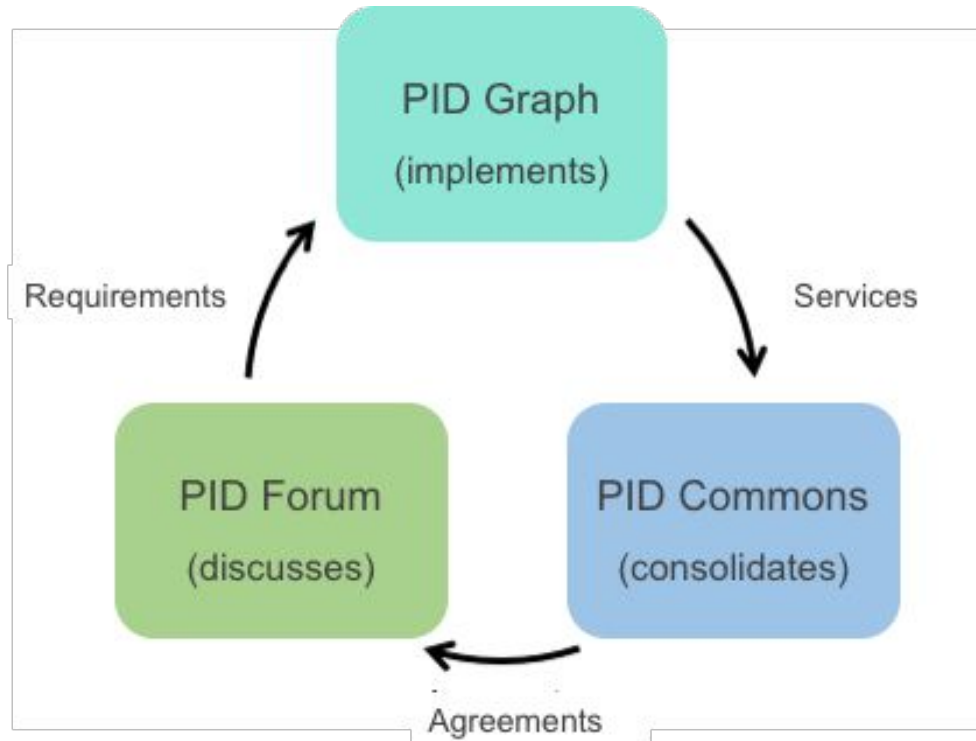 PID Graph
(implements)
Requirements
Services
PID Forum
(discusses)
PID Commons
(consolidates)
Agreements